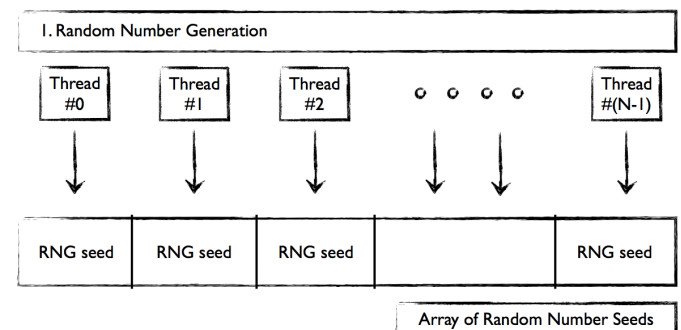 1. Random Number Generation
Thread
#0
Thread
#1
Thread
#2
Thread
#(N-1)
RNG seed
RNG seed
RNG seed
RNG seed
Array of Random Number Seeds